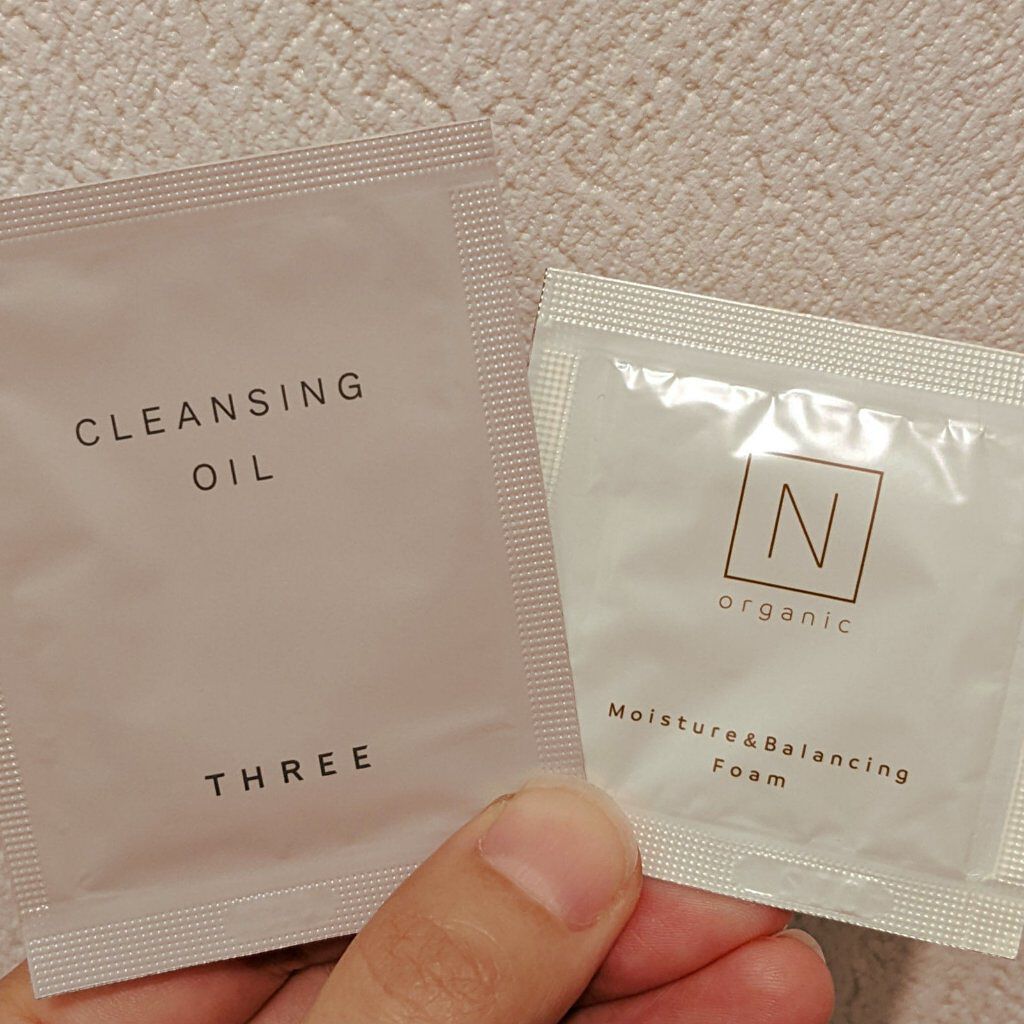 CLEANSING
OIL
THREE
N
organic
Moisture&Balancing
Foam